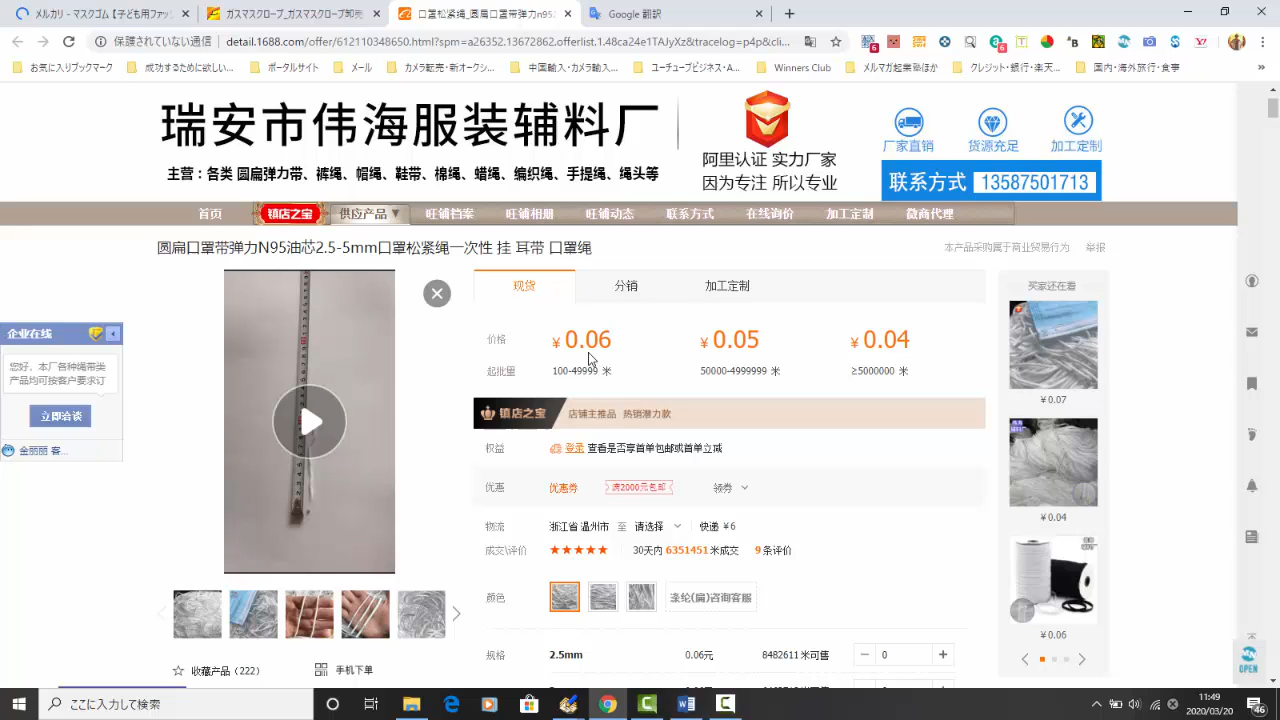 メルカリ - マスクゴム【子ども用ファッ
ガスマスクロープ_ガスマスクロープ卸売
口罩松紧绳_圆扁口罩带弹力n95
Google 翻訳
保護されていない通信
detail.1688.com/offer/612110348650.html?spm=a26352.13672862.offerlist.1.48ca24e1TAJyXz&tracelog=p4p&cli...
お気に入りブックマーク
成功するために欲しい...
ポータルサイト
メール
カメラ転売・新オークシ...
中国輸入・カメラ輸入...
ユーチューブビジネス・A...
Winners Club
メルマガ起業塾ほか
クレジット・銀行・楽天...
国内・海外旅行・食事
瑞安市伟海服装辅料厂
主营：各类 圆扁弹力带、裤绳、帽绳、鞋带、棉绳、蜡绳、编织绳、手提绳、绳头等
阿里认证 实力厂家
因为专注 所以专业
厂家直销
货源充足
加工定制
联系方式 13587501713
首页
镇店之宝
供应产品
旺铺档案
旺铺相册
旺铺动态
联系方式
在线询价
加工定制
微商代理
圆扁口罩带弹力N95油芯2.5-5mm口罩松紧绳一次性 挂 耳带 口罩绳
本产品采购属于商业贸易行为
举报
现货
分销
加工定制
价格
¥ 0.06
¥ 0.05
¥ 0.04
起批量
100-49999 米
50000-4999999 米
≥5000000 米
镇店之宝
店铺主推品 热销潜力款
权益
登录 查看是否享首单包邮或首单立减
优惠
优惠券
满2000元包邮
领券
物流
浙江省 温州市 至 请选择
快递 ¥6
成交\评价
30天内 6351451 米成交
9 条评价
颜色
涤纶(扁)咨询客服
规格
2.5mm
0.06元
8482611 米可售
0
收藏产品（222）
手机下单
买家还在看
¥ 0.07
¥ 0.04
¥ 0.06
企业在线
您好，本厂各种绳带类
产品均可按客户要求订
立即洽谈
金丽丽 客...
OPEN
ここに入力して検索
11:49
2020/03/20
46